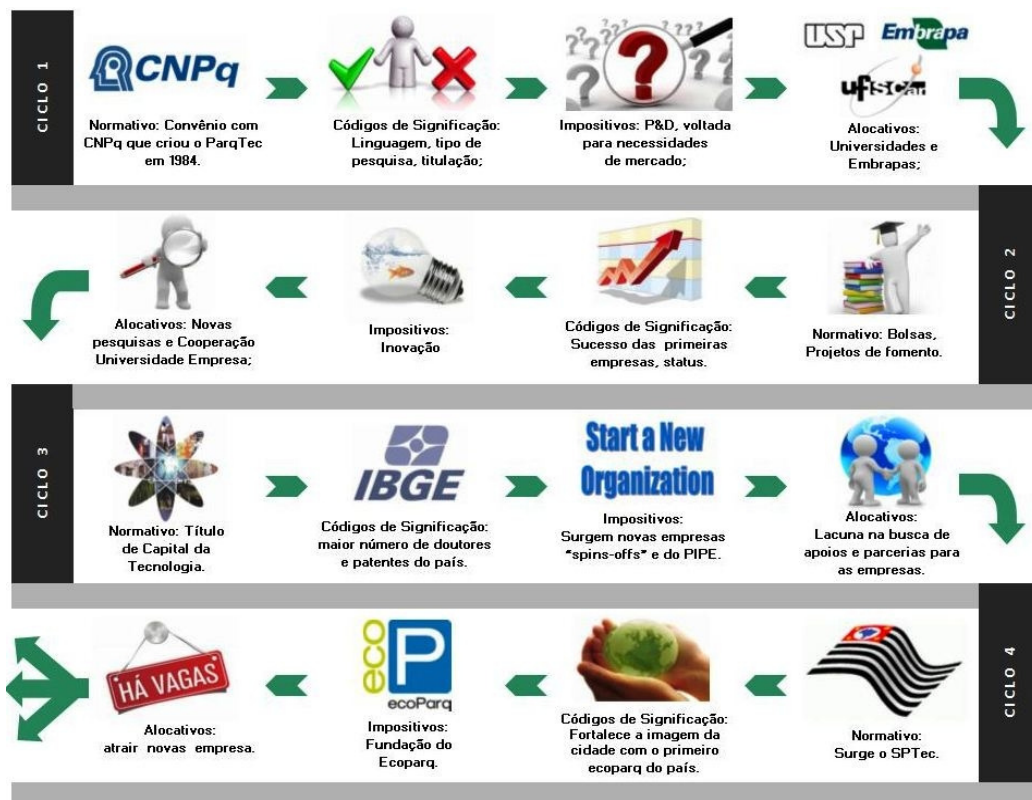 CICLO 1
CNPq
Normativo: Convênio com
CNPq que criou o ParqTec
em 1984.
Códigos de Significação:
Linguagem, tipo de
pesquisa, titulação;
Impositivos: P&D, voltada
para necessidades
de mercado;
USP Embrapa
ufscar
Alocativos:
Universidades e
Embrapas;
CICLO 2
Normativo: Bolsas,
Projetos de fomento.
Códigos de Significação:
Sucesso das primeiras
empresas, status.
Impositivos:
Inovação
Alocativos: Novas
pesquisas e Cooperação
Universidade Empresa;
CICLO 3
Normativo: Título
de Capital da
Tecnologia.
IBGE
Códigos de Significação:
maior número de doutores
e patentes do país.
Start a New
Organization
Impositivos:
Surgem novas empresas
“spins-offs” e do PIPE.
Alocativos:
Lacuna na busca de
apoios e parcerias para
as empresas.
CICLO 4
Normativo:
Surge o SPTec.
Códigos de Significação:
Fortalece a imagem da
cidade com o primeiro
ecoparq do país.
eco P
ecoParq
Impositivos:
Fundação do
Ecoparq.
HÁ VAGAS
Alocativos:
atrair novas empresa.